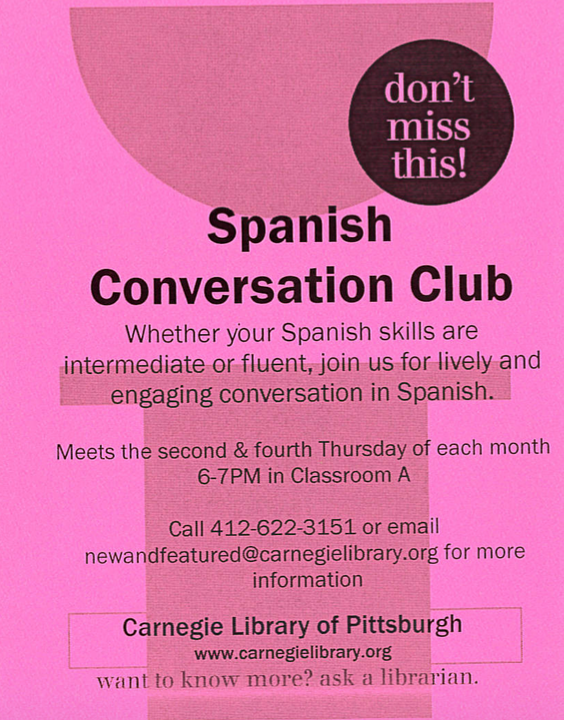 don't
miss
this!
Spanish
Conversation Club
Whether your Spanish skills are
intermediate or fluent, join us for lively and
engaging conversation in Spanish.
Meets the second & fourth Thursday of each month
6-7PM in Classroom A
Call 412-622-3151 or email
newandfeatured@carnegielibrary.org for more
information
Carnegie Library of Pittsburgh
www.carnegielibrary.org
want to know more? ask a librarian.